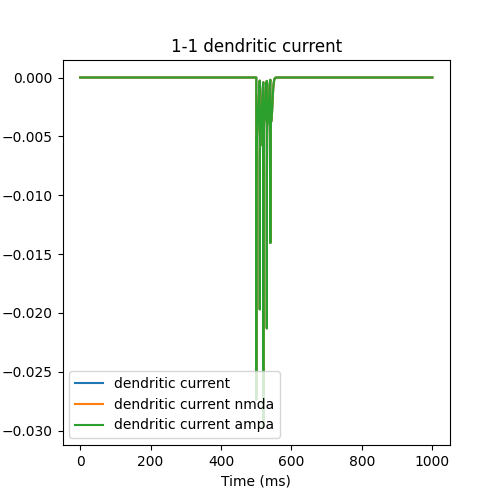 1-1 dendritic current
0.000
−0.005
−0.010
−0.015
−0.020
−0.025
−0.030
dendritic current
dendritic current nmda
dendritic current ampa
0 200 400 600 800 1000
Time (ms)